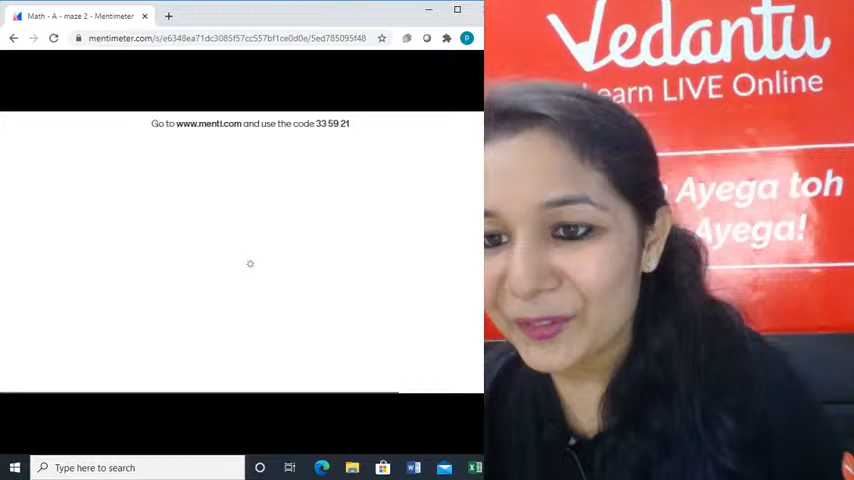 Math - A - maze 2 - Mentimeter
mentimeter.com/s/e6348ea71dc3085f57cc557bf1ce0d0e/5ed785095f48
P
Go to www.menti.com and use the code 33 59 21
Type here to search
Vedantu
Learn LIVE Online
Ayega toh
Ayega!